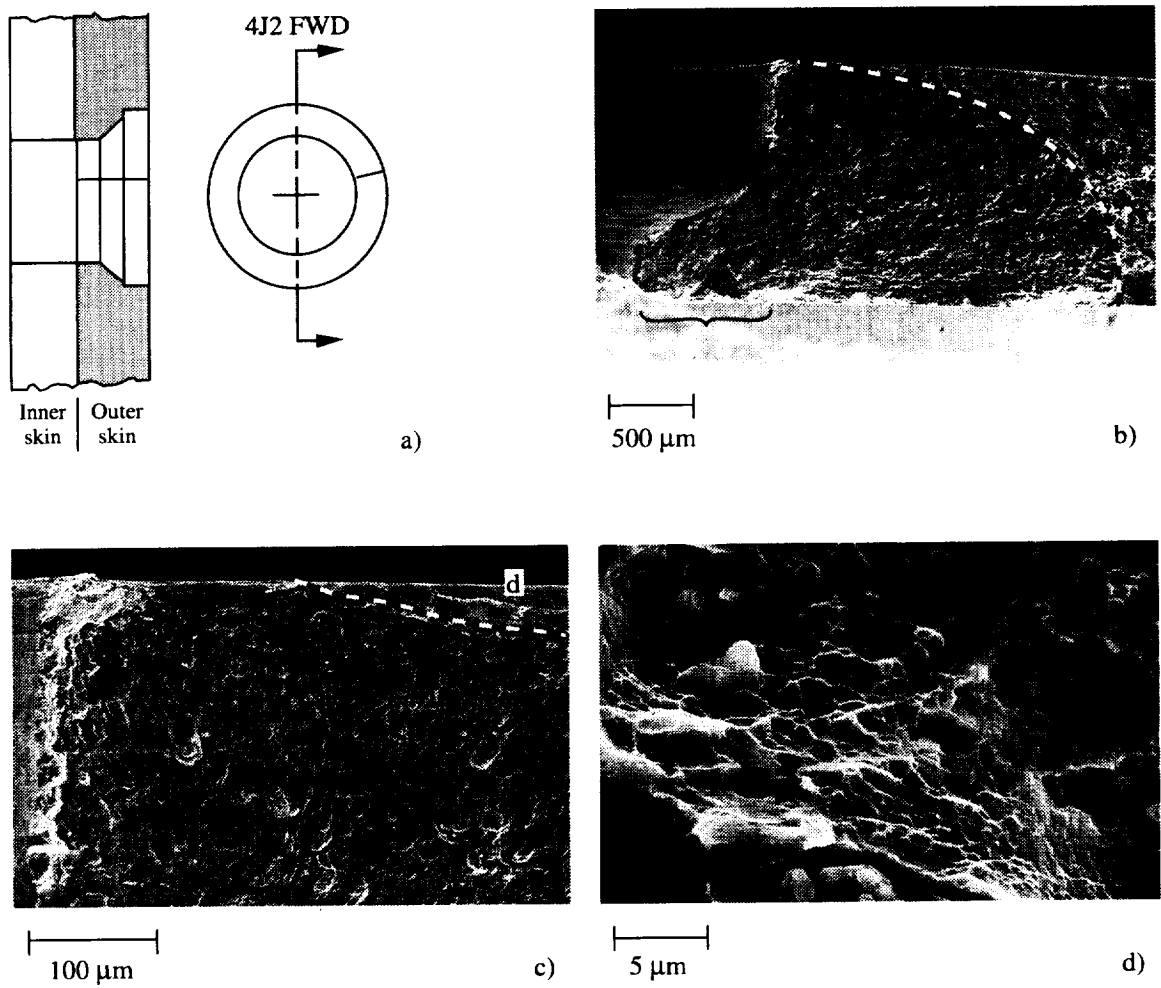 4J2 FWD
Inner skin
Outer skin
a)
500 μm
b)
d
100 μm
c)
5 μm
d)